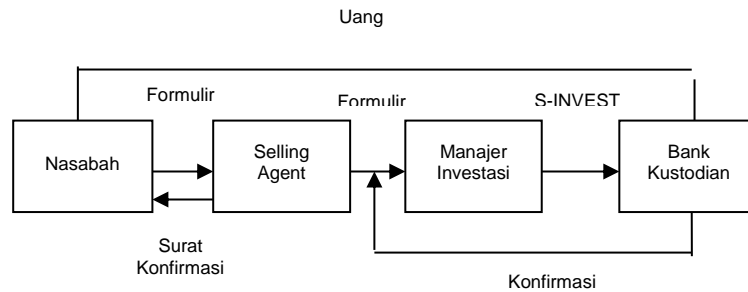 Uang
Formulir
Formulir
S-INVEST
Nasabah
Selling
Agent
Manajer
Investasi
Bank
Kustodian
Surat
Konfirmasi
Konfirmasi